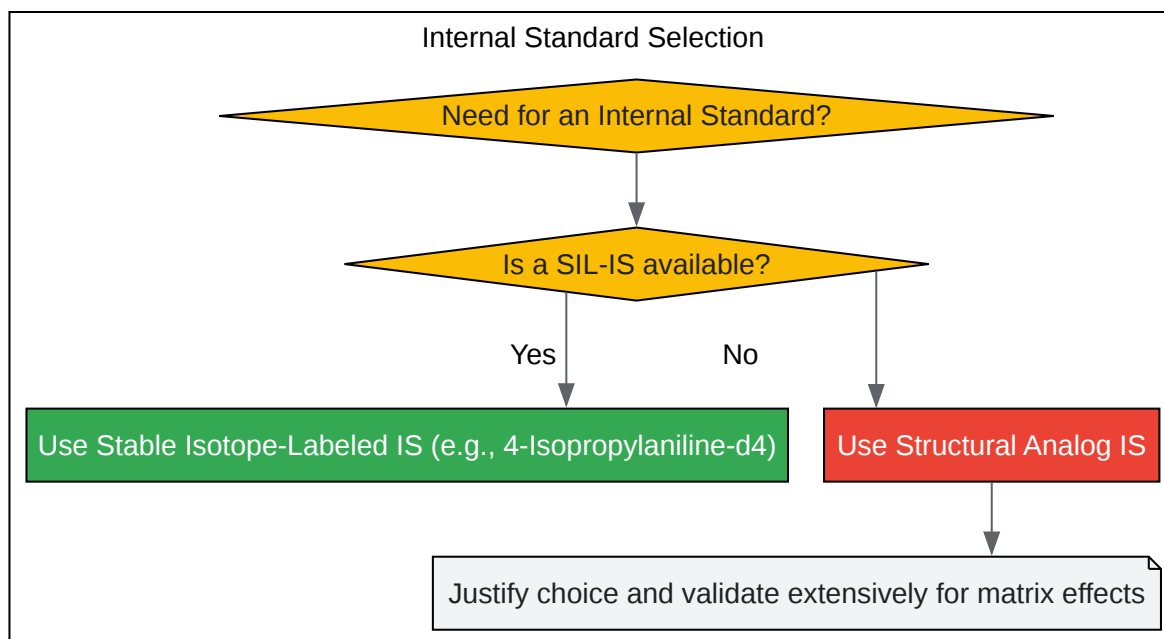 Internal Standard Selection
Need for an Internal Standard?
Is a SIL-IS available?
Yes
No
Use Stable Isotope-Labeled IS (e.g., 4-Isopropylaniline-d4)
Use Structural Analog IS
Justify choice and validate extensively for matrix effects